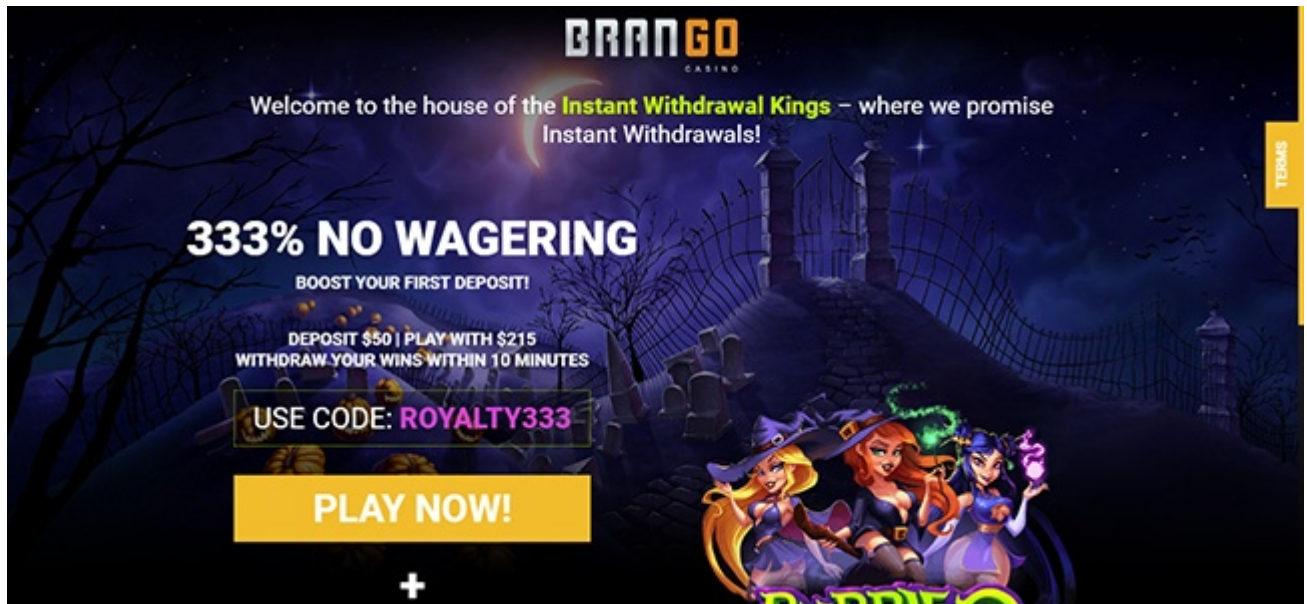 BRANGO
CASINO
Welcome to the house of the Instant Withdrawal Kings – where we promise
Instant Withdrawals!
TERMS
333% NO WAGERING
BOOST YOUR FIRST DEPOSIT!
DEPOSIT $50 | PLAY WITH $215
WITHDRAW YOUR WINS WITHIN 10 MINUTES
USE CODE: ROYALTY333
PLAY NOW!
+